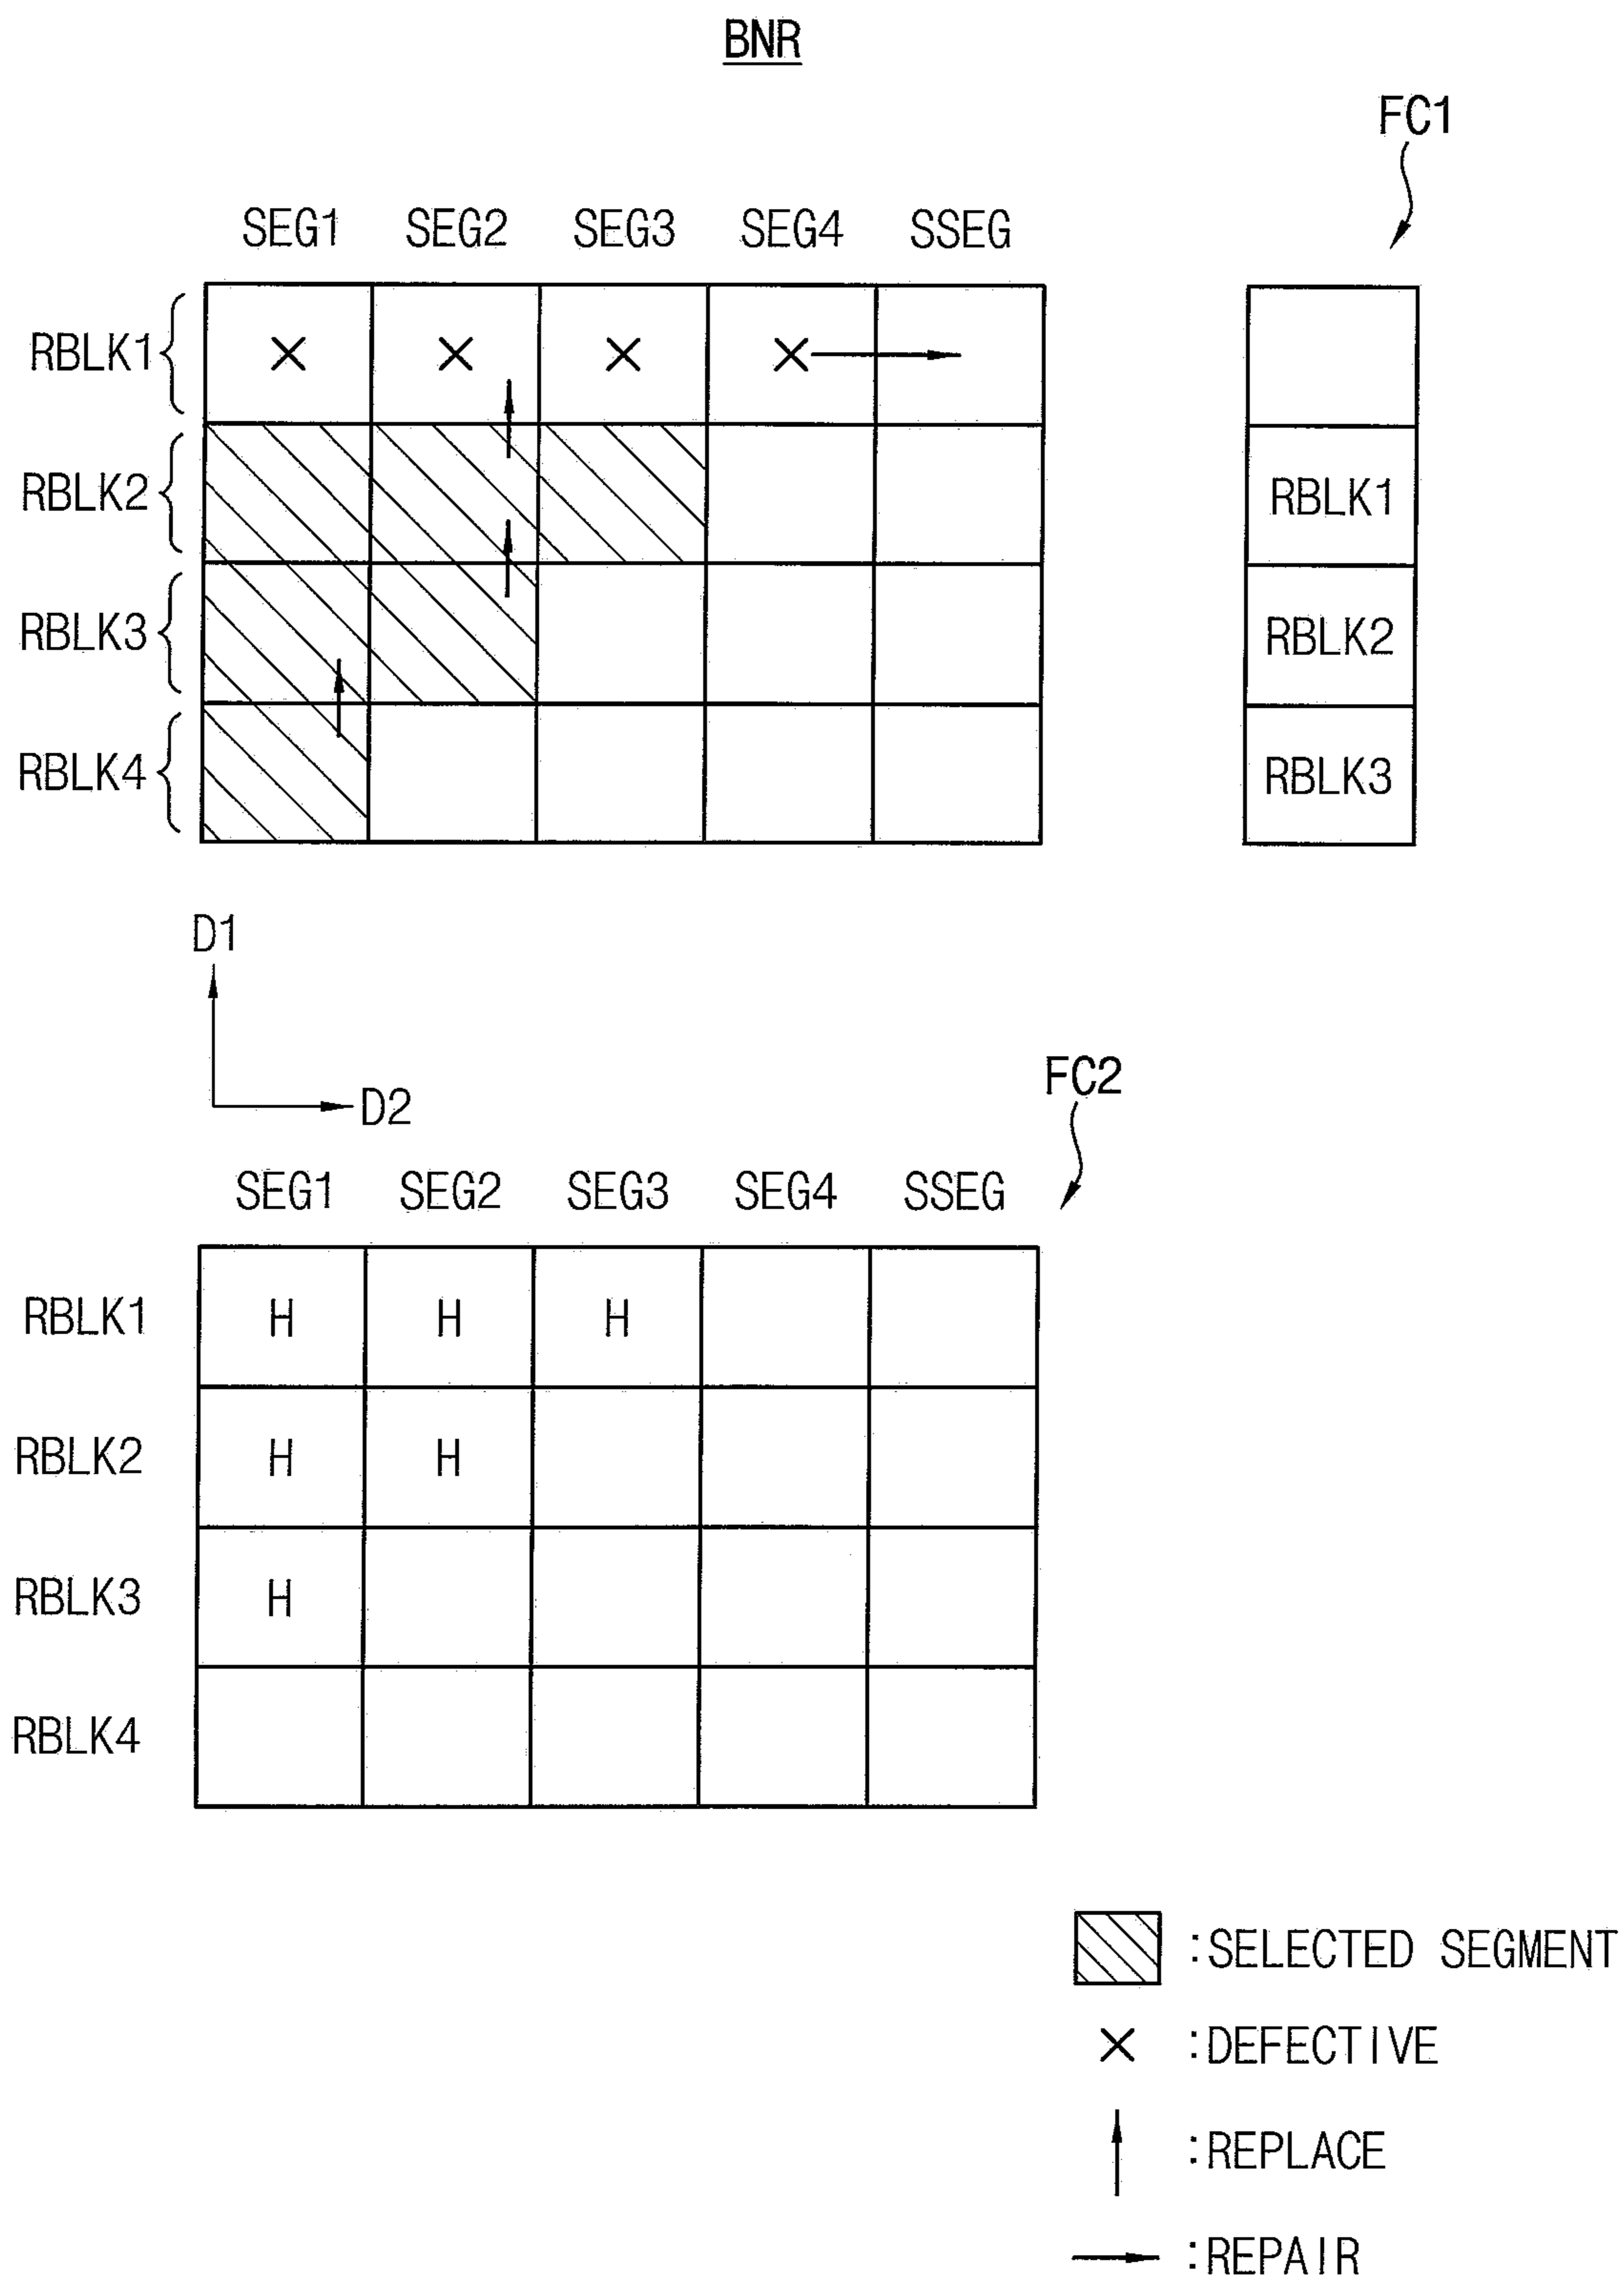 BNR
FC1
SEG1 SEG2 SEG3 SEG4 SSEG
RBLK1
RBLK2 RBLK1
RBLK3 RBLK2
RBLK4 RBLK3
D1
D2
FC2
SEG1 SEG2 SEG3 SEG4 SSEG
RBLK1 H H H
RBLK2 H H
RBLK3 H
RBLK4
:SELECTED SEGMENT
:DEFECTIVE
:REPLACE
:REPAIR